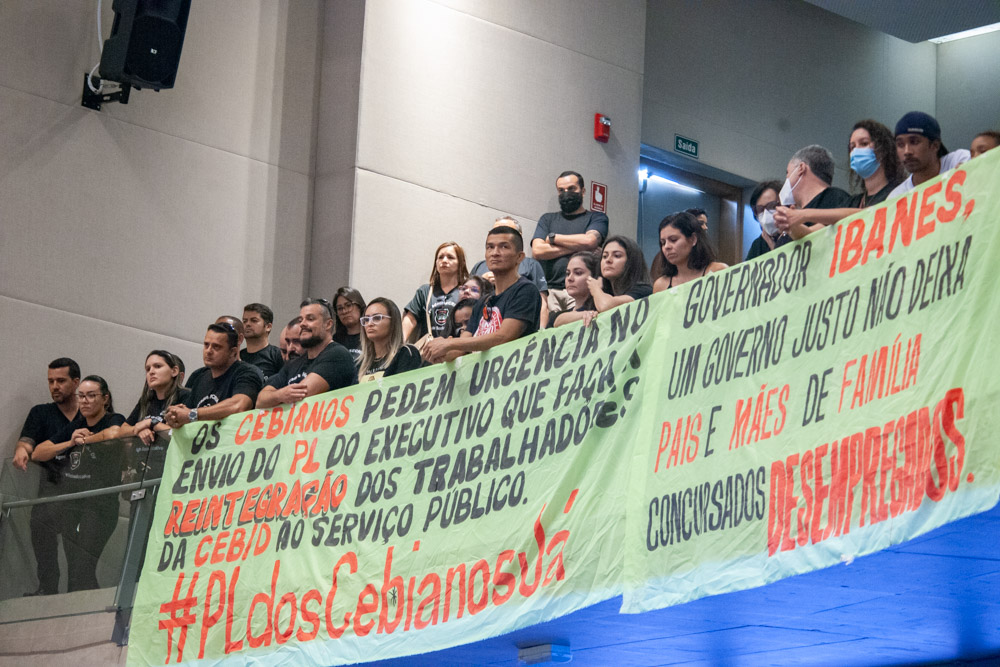 Saída
OS CEBIANOS PEDEM URGÊNCIA NO
ENVIO DO PL DO EXECUTIVO QUE FAÇA A
REINTEGRAÇÃO DOS TRABALHADORES
DA CEB/D AO SERVIÇO PÚBLICO.
#PLdosCebianosJá
GOVERNADOR IBANES,
UM GOVERNO JUSTO NÃO DEIXA
PAIS E MÃES DE FAMÍLIA
CONCURSADOS DESEMPREGADOS.